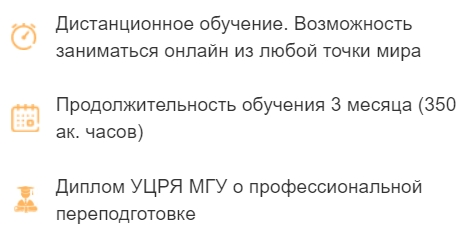 Дистанционное обучение. Возможность
заниматься онлайн из любой точки мира
Продолжительность обучения 3 месяца (350
ак. часов)
Диплом УЦРЯ МГУ о профессиональной
переподготовке